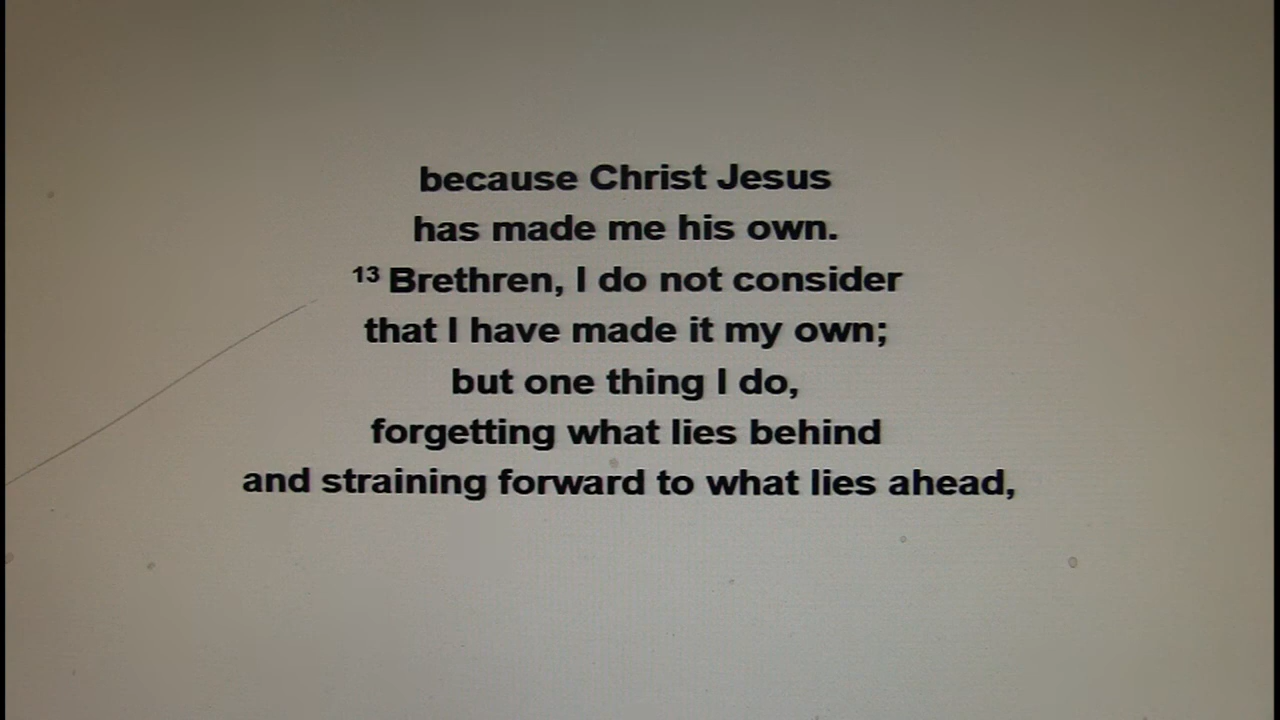 because Christ Jesus
has made me his own.
13 Brethren, I do not consider
that I have made it my own;
but one thing I do,
forgetting what lies behind
and straining forward to what lies ahead,